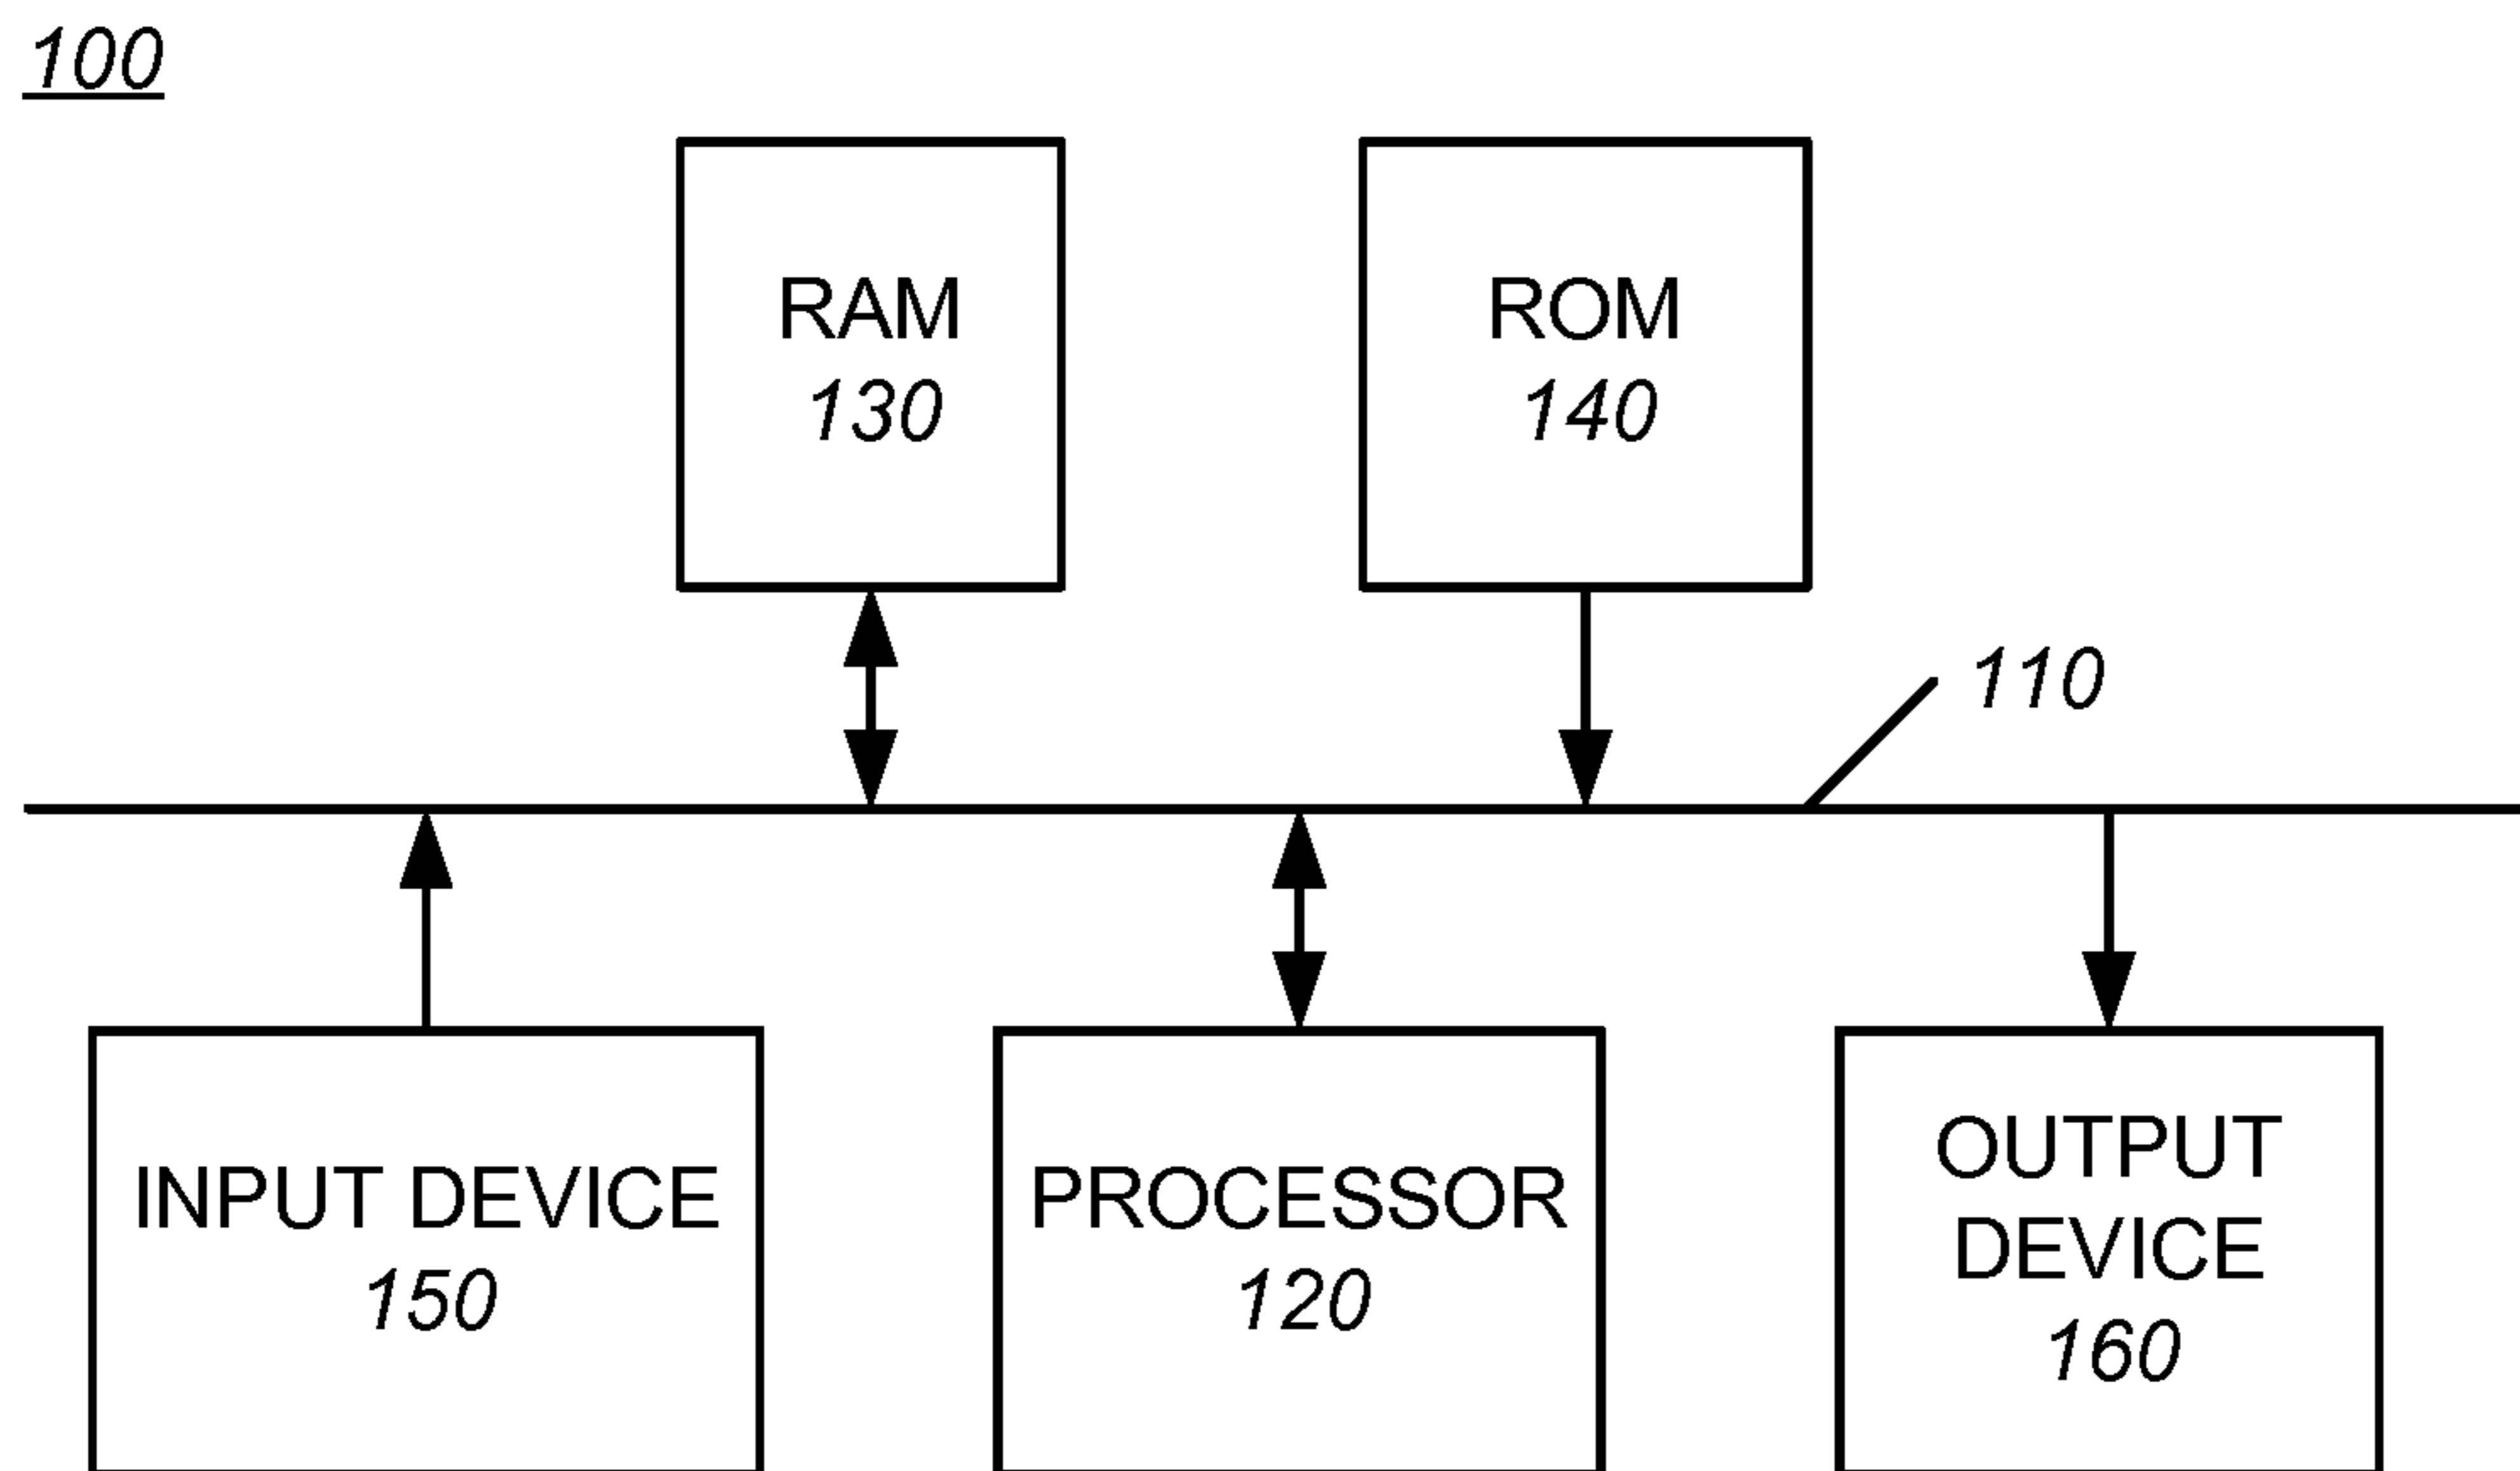 100
RAM
130
ROM
140
110
INPUT DEVICE
150
PROCESSOR
120
OUTPUT
DEVICE
160